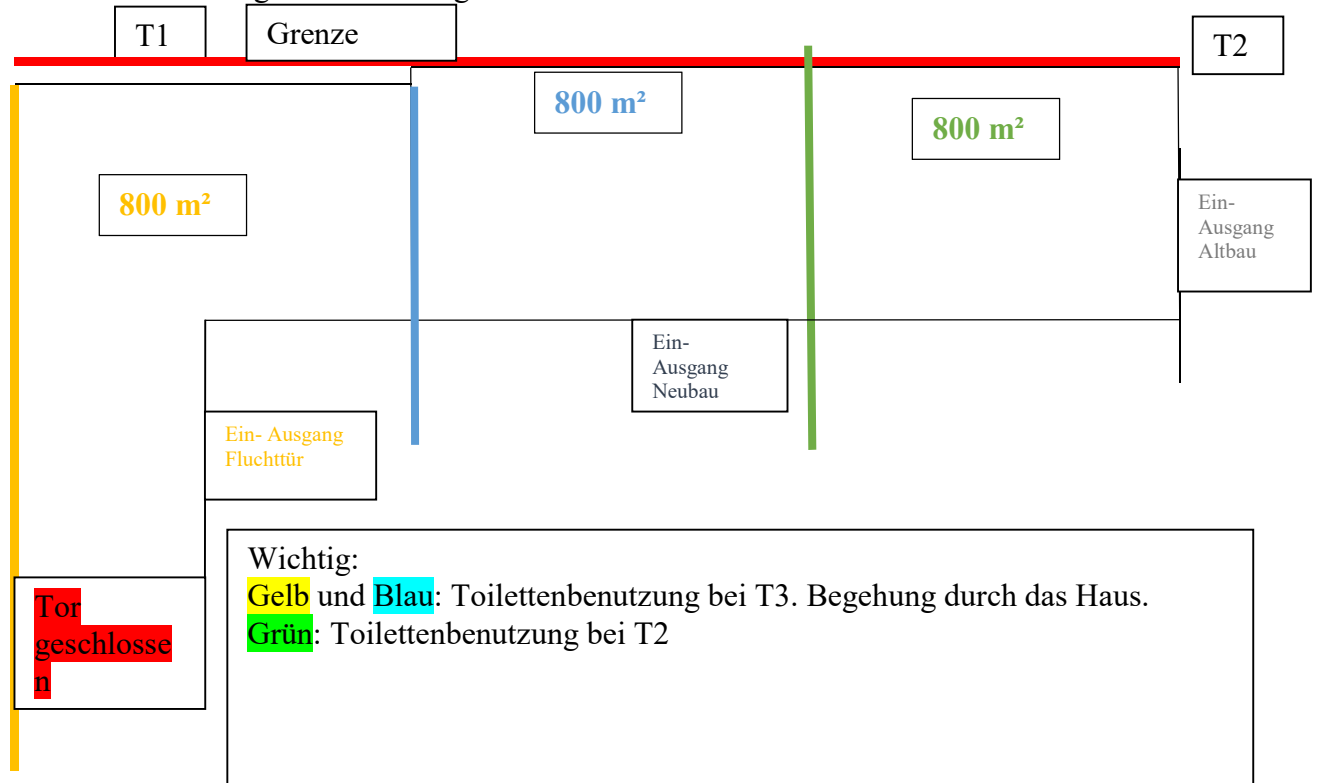 T1
Grenze
T2
800 m²
800 m²
800 m²
Ein-
Ausgang
Altbau
Ein-
Ausgang
Neubau
Ein- Ausgang
Fluchttür
Wichtig:
Gelb und Blau: Toilettenbenutzung bei T3. Begehung durch das Haus.
Grün: Toilettenbenutzung bei T2
Tor
geschlosse
n